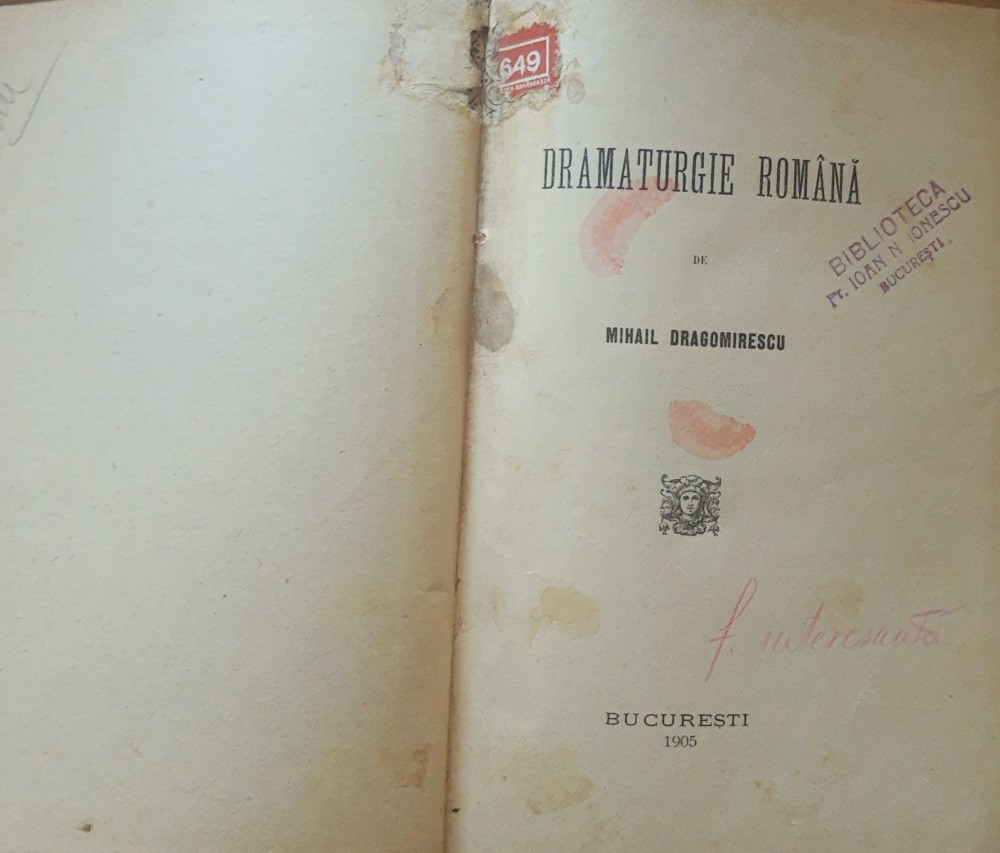 649
DRAMATURGIE ROMÂNĂ
BIBLIOTECA
Pr. IOAN N IONESCU
BUCUREȘTI
DE
MIHAIL DRAGOMIRESCU
f. interesantă
BUCUREȘTI
1905